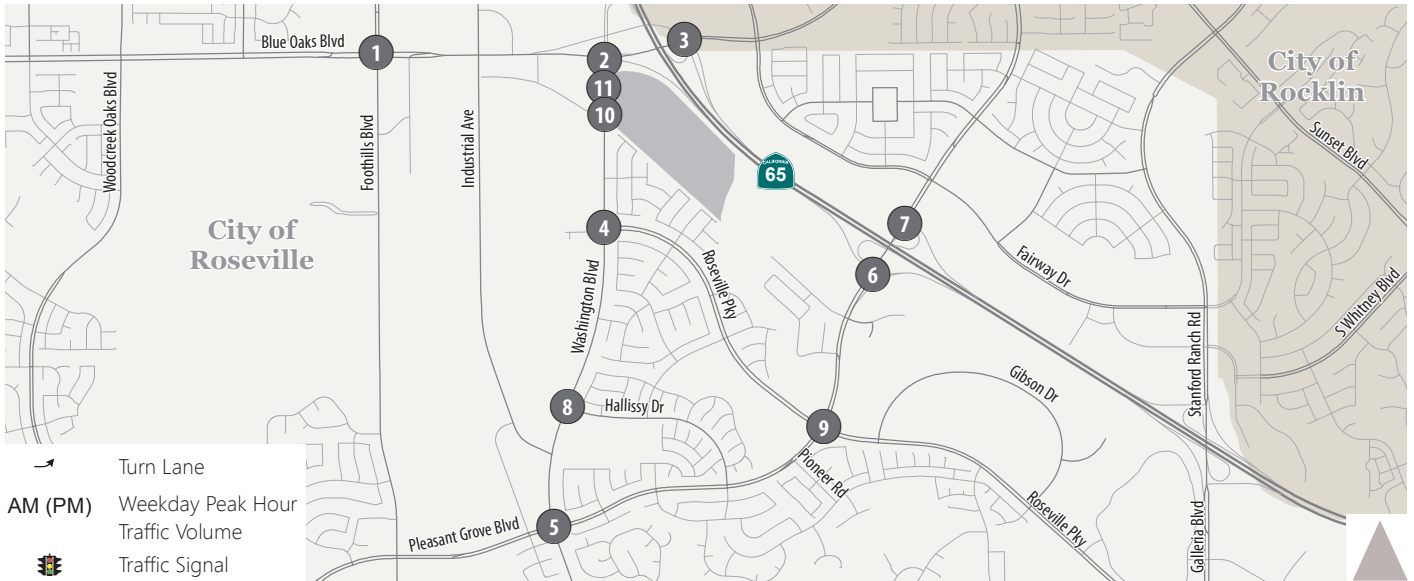 Blue Oaks Blvd
1
2
3
11
10
City of
Rocklin
Sunset Blvd
Woodcreek Oaks Blvd
Foothills Blvd
Industrial Ave
CALIFORNIA
65
City of
Roseville
4
7
6
Washington Blvd
Roseville Pky
Fairway Dr
S Whitney Blvd
Stanford Ranch Rd
Gibson Dr
8
Hallissy Dr
9
Pioneer Rd
Roseville Pky
Galleria Blvd
5
Pleasant Grove Blvd
Turn Lane
AM (PM) Weekday Peak Hour
Traffic Volume
Traffic Signal